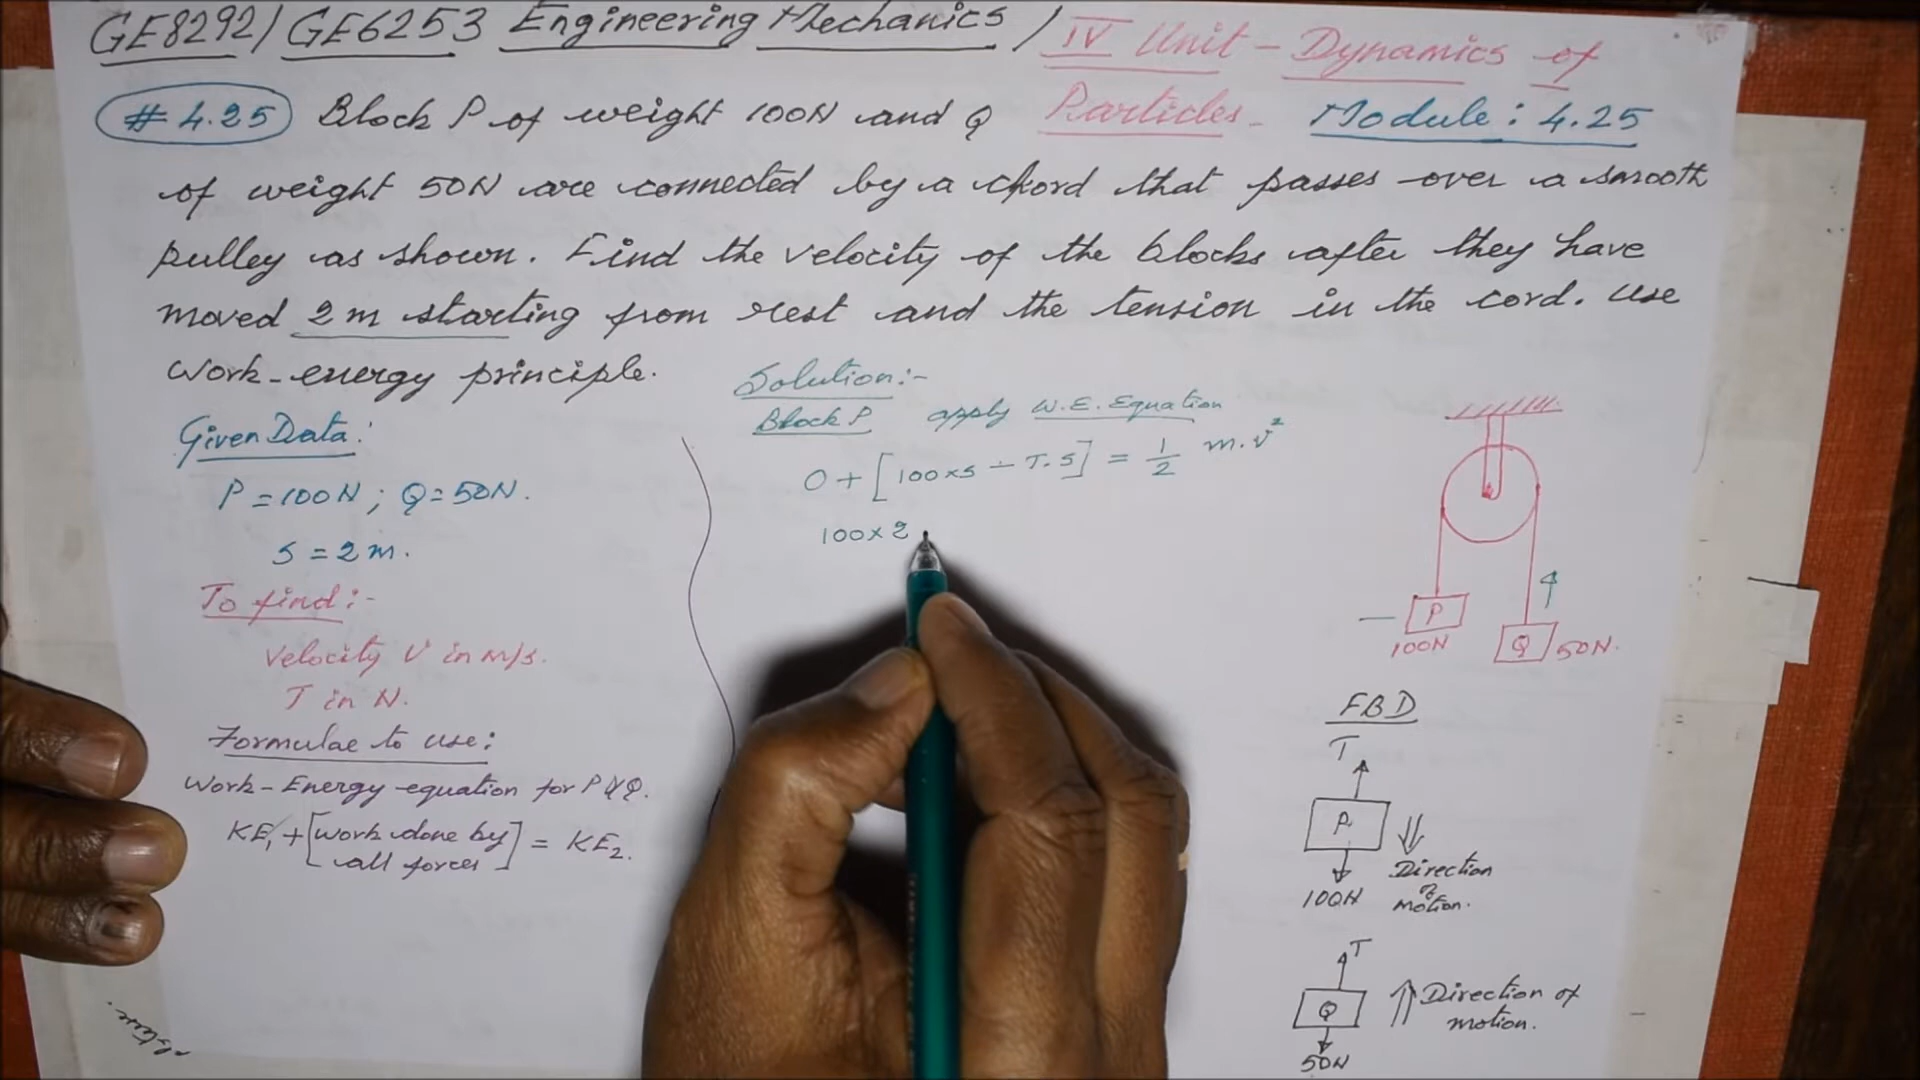 GE8292/GE6253 Engineering Mechanics / IV Unit - Dynamics of
Particles. Module: 4.25
# 4.25 Block P of weight 100N and Q
of weight 50N are connected by a chord that passes over a smooth
pulley as shown. Find the velocity of the blocks after they have
moved 2 m starting from rest and the tension in the cord. Use
Work-energy principle.
Given Data:
P = 100 N ; Q = 50N.
S = 2 m.
To find:-
Velocity V in m/s.
T in N.
Formulae to use:
Work-Energy equation for P & Q.
KE1 + [work done by all forces] = KE2.
Solution:-
Block P apply W.E. Equation
0 + [100×S - T.S] = 1/2 m.v²
100×2
P
100N
Q
50N.
FBD
T
P
100N
Direction
of
motion.
T
Q
50N
Direction of
motion.